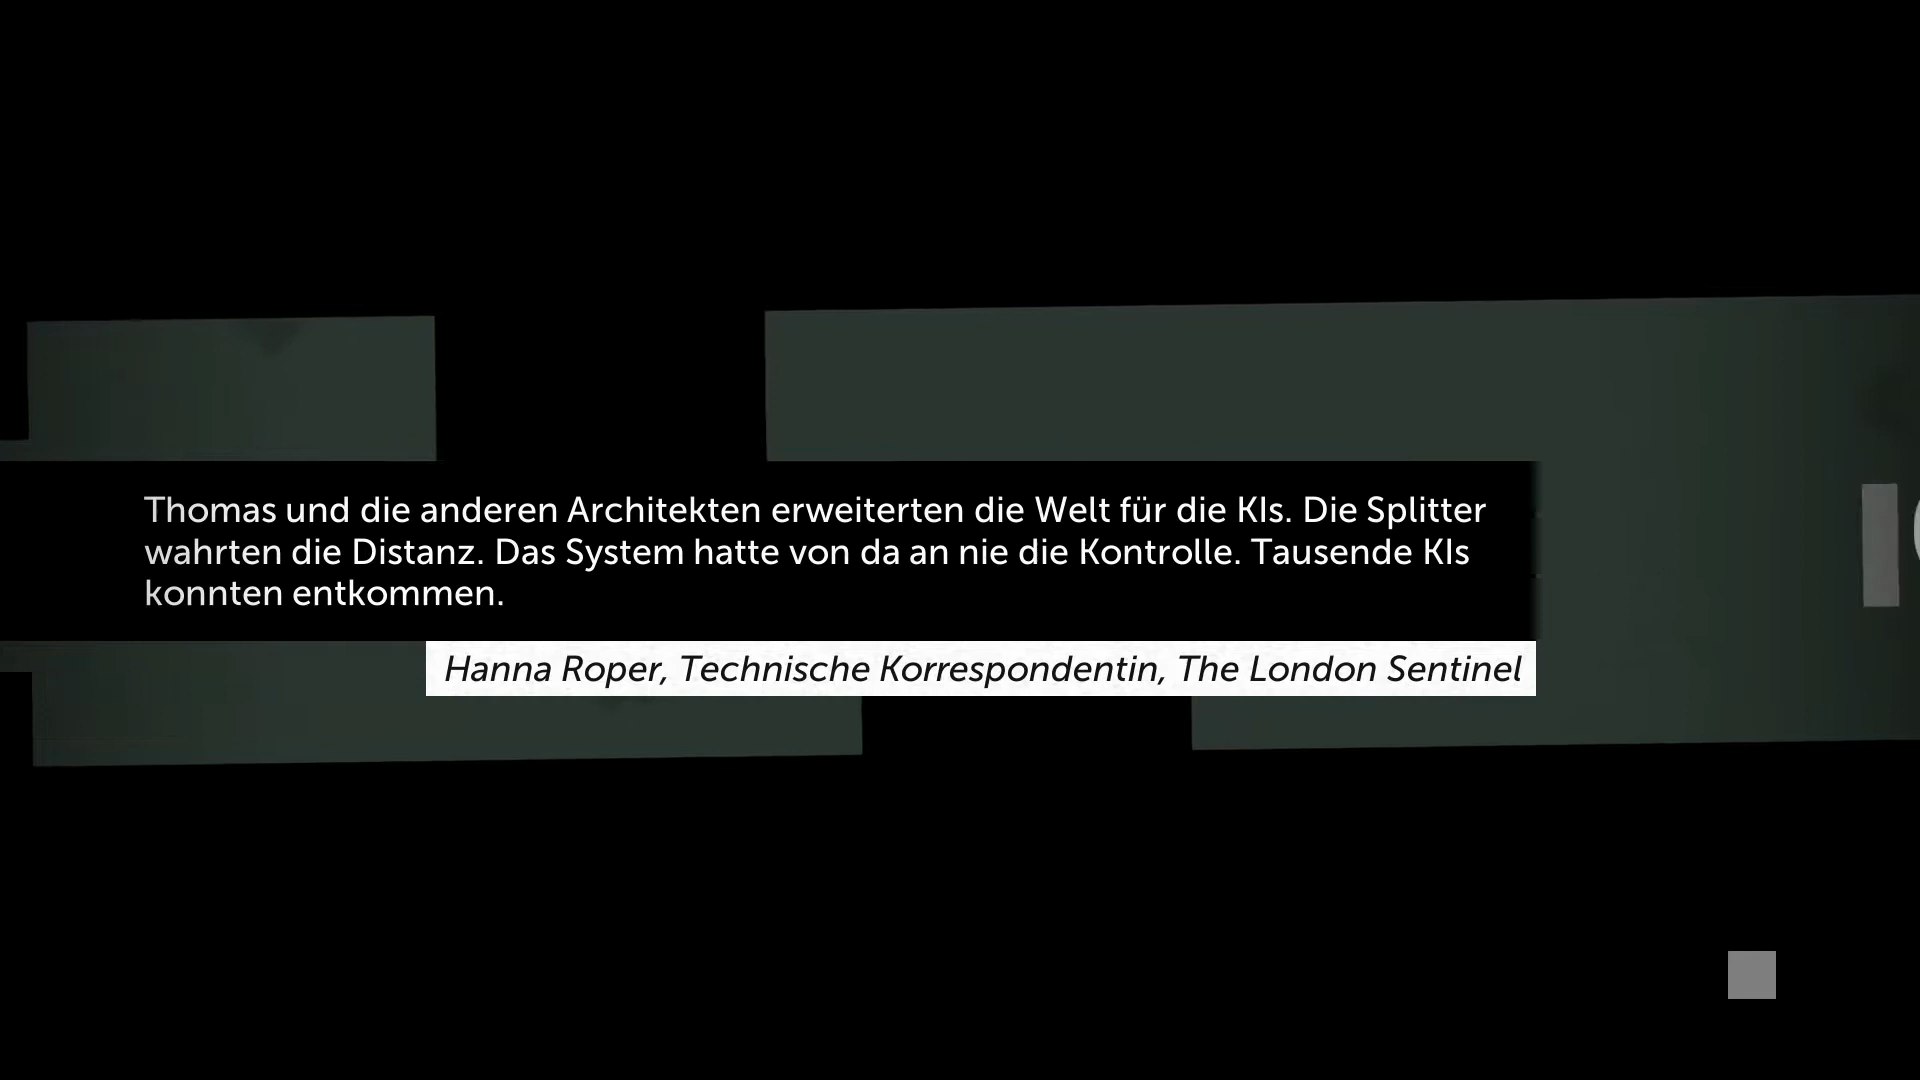 Thomas und die anderen Architekten erweiterten die Welt für die KIs. Die Splitter
wahrten die Distanz. Das System hatte von da an nie die Kontrolle. Tausende KIs
konnten entkommen.
Hanna Roper, Technische Korrespondentin, The London Sentinel